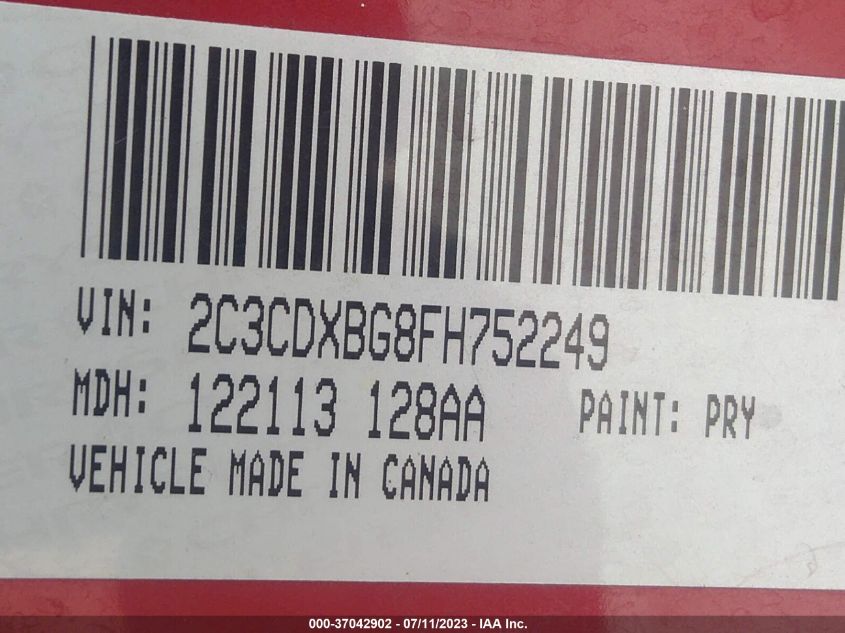 VIN: 2C3CDXBG8FH752249
MDH: 122113 128AA PAINT: PRY
VEHICLE MADE IN CANADA
000-37042902 - 07/11/2023 - IAA Inc.